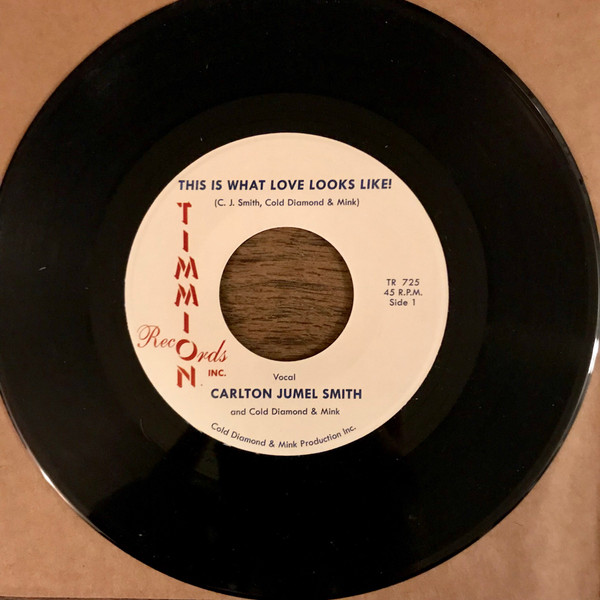 THIS IS WHAT LOVE LOOKS LIKE!
(C. J. Smith, Cold Diamond & Mink)
TIMMION
Records
INC.
TR 725
45 R.P.M.
Side 1
Vocal
CARLTON JUMEL SMITH
and Cold Diamond & Mink
Cold Diamond & Mink Production Inc.